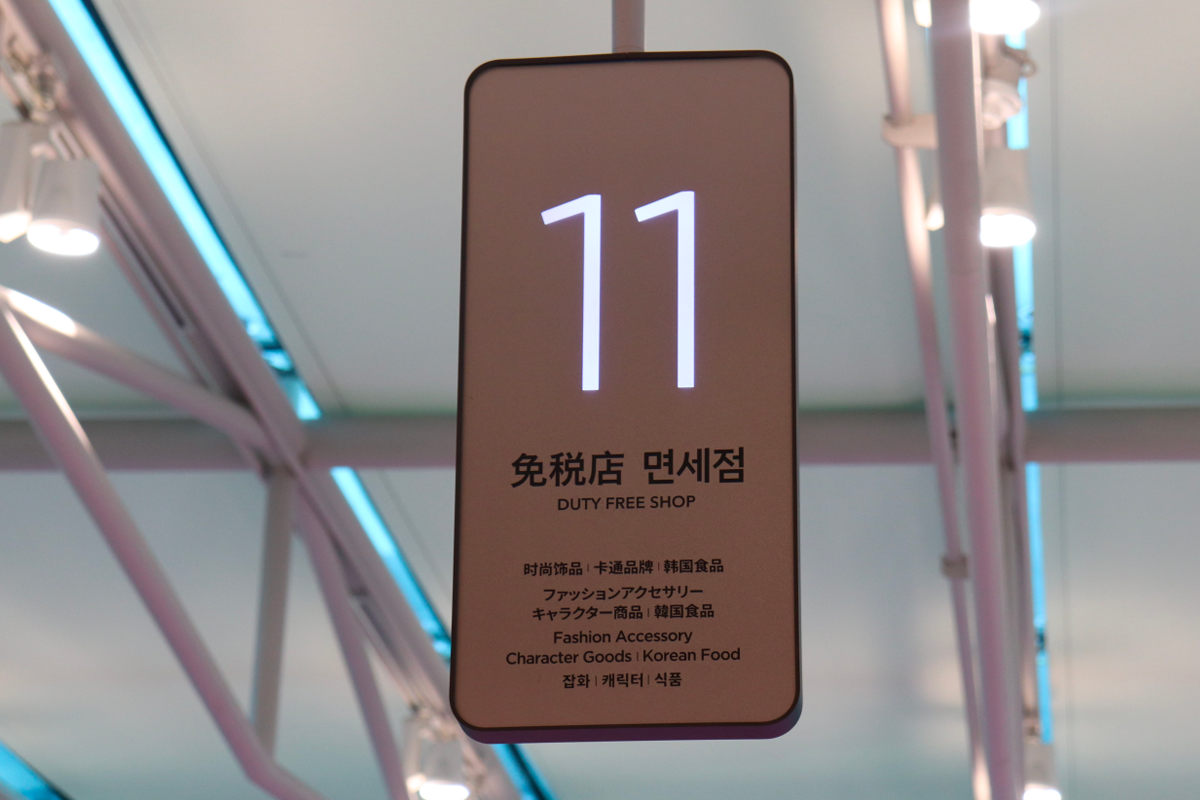 11
免税店 면세점
DUTY FREE SHOP
时尚饰品 | 卡通品牌 | 韩国食品
ファッションアクセサリー
キャラクター商品 | 韓国食品
Fashion Accessory
Character Goods | Korean Food
잡화 | 캐릭터 | 식품